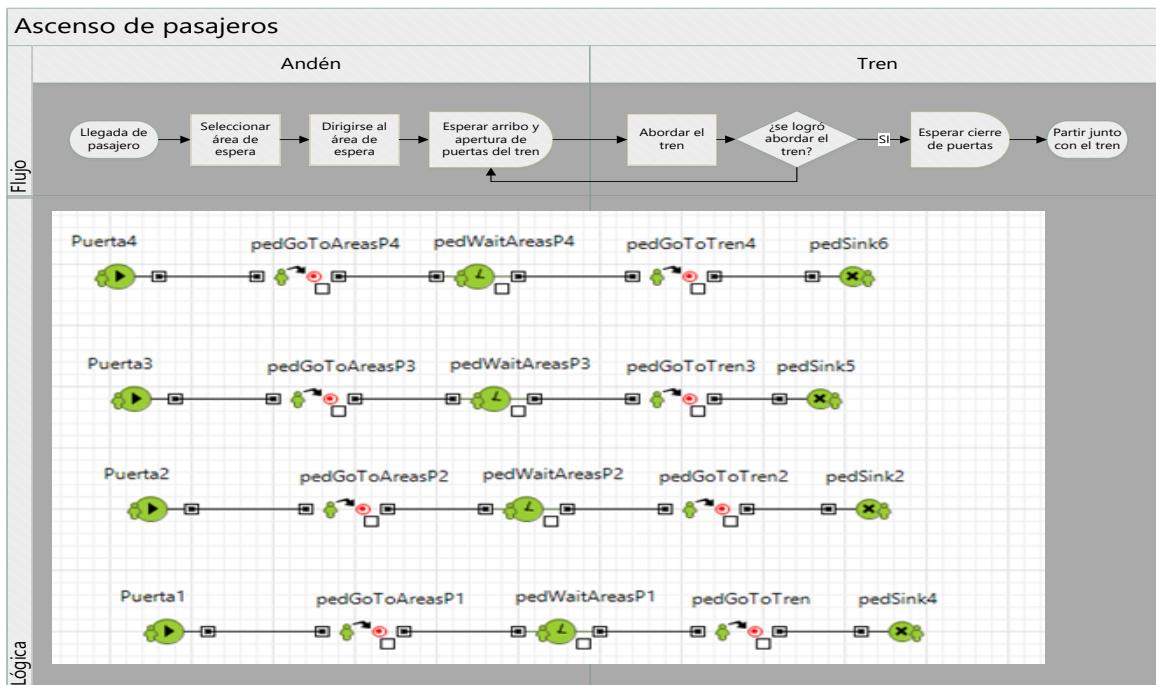 Ascenso de pasajeros
Andén
Tren
Flujo
Llegada de
pasajero
Seleccionar
área de
espera
Dirigirse al
área de
espera
Esperar arribo y
apertura de
puertas del tren
Abordar el
tren
¿se logró
abordar el
tren?
SI
Esperar cierre
de puertas
Partir junto
con el tren
Lógica
Puerta4
pedGoToAreasP4
pedWaitAreasP4
pedGoToTren4
pedSink6
Puerta3
pedGoToAreasP3
pedWaitAreasP3
pedGoToTren3
pedSink5
Puerta2
pedGoToAreasP2
pedWaitAreasP2
pedGoToTren2
pedSink2
Puerta1
pedGoToAreasP1
pedWaitAreasP1
pedGoToTren
pedSink4